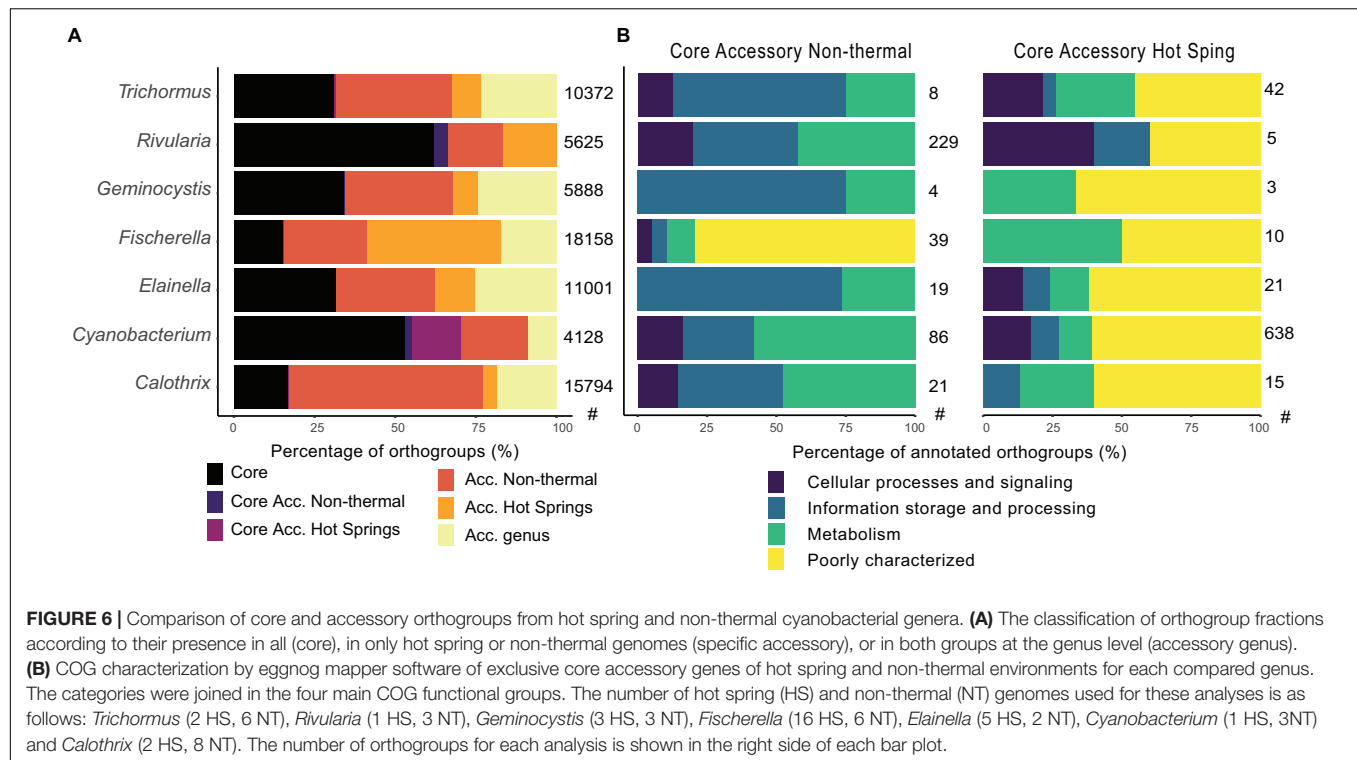 A
B
Core Accessory Non-thermal
Core Accessory Hot Sping
Trichormus
10372
8
42
Rivularia
5625
229
5
Geminocystis
5888
4
3
Fischerella
18158
39
10
Elainella
11001
19
21
Cyanobacterium
4128
86
638
Calothrix
15794
21
15
# # #
0 25 50 75 100
0 25 50 75 100
0 25 50 75 100
Percentage of orthogroups (%)
Core
Core Acc. Non-thermal
Core Acc. Hot Springs
Acc. Non-thermal
Acc. Hot Springs
Acc. genus
Percentage of annotated orthogroups (%)
Cellular processes and signaling
Information storage and processing
Metabolism
Poorly characterized
FIGURE 6 | Comparison of core and accessory orthogroups from hot spring and non-thermal cyanobacterial genera. (A) The classification of orthogroup fractions
according to their presence in all (core), in only hot spring or non-thermal genomes (specific accessory), or in both groups at the genus level (accessory genus).
(B) COG characterization by eggnog mapper software of exclusive core accessory genes of hot spring and non-thermal environments for each compared genus.
The categories were joined in the four main COG functional groups. The number of hot spring (HS) and non-thermal (NT) genomes used for these analyses is as
follows: Trichormus (2 HS, 6 NT), Rivularia (1 HS, 3 NT), Geminocystis (3 HS, 3 NT), Fischerella (16 HS, 6 NT), Elainella (5 HS, 2 NT), Cyanobacterium (1 HS, 3NT)
and Calothrix (2 HS, 8 NT). The number of orthogroups for each analysis is shown in the right side of each bar plot.